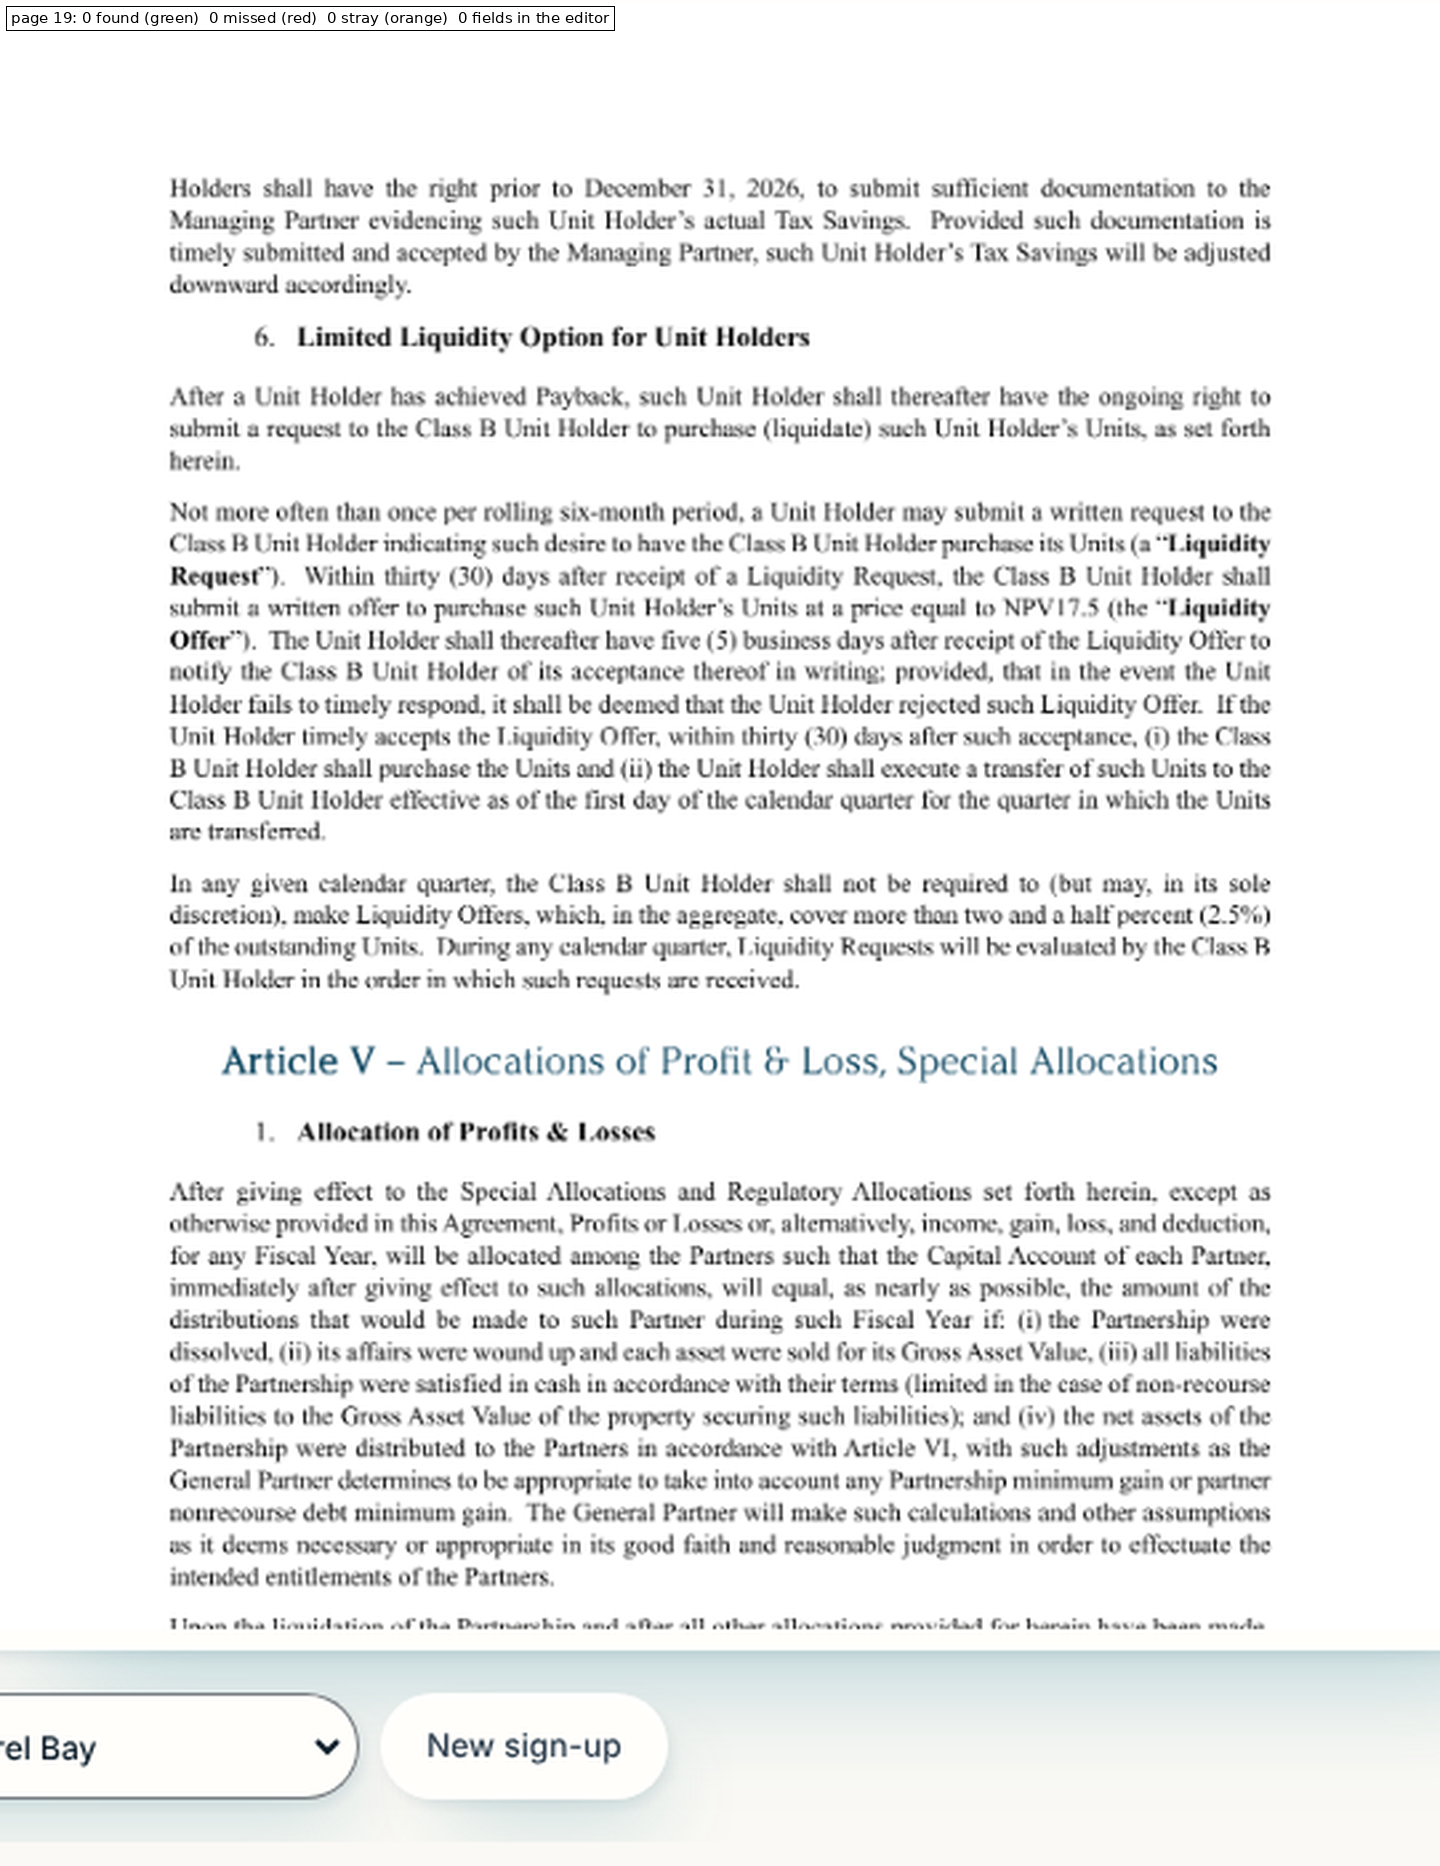 page 19: 0 found (green)  0 missed (red)  0 stray (orange)  0 fields in the editor
Holders shall have the right prior to December 31, 2026, to submit sufficient documentation to the
Managing Partner evidencing such Unit Holder’s actual Tax Savings.  Provided such documentation is
timely submitted and accepted by the Managing Partner, such Unit Holder’s Tax Savings will be adjusted
downward accordingly.
6. Limited Liquidity Option for Unit Holders
After a Unit Holder has achieved Payback, such Unit Holder shall thereafter have the ongoing right to
submit a request to the Class B Unit Holder to purchase (liquidate) such Unit Holder’s Units, as set forth
herein.
Not more often than once per rolling six-month period, a Unit Holder may submit a written request to the
Class B Unit Holder indicating such desire to have the Class B Unit Holder purchase its Units (a “Liquidity
Request”).  Within thirty (30) days after receipt of a Liquidity Request, the Class B Unit Holder shall
submit a written offer to purchase such Unit Holder’s Units at a price equal to NPV17.5 (the “Liquidity
Offer”).  The Unit Holder shall thereafter have five (5) business days after receipt of the Liquidity Offer to
notify the Class B Unit Holder of its acceptance thereof in writing; provided, that in the event the Unit
Holder fails to timely respond, it shall be deemed that the Unit Holder rejected such Liquidity Offer.  If the
Unit Holder timely accepts the Liquidity Offer, within thirty (30) days after such acceptance, (i) the Class
B Unit Holder shall purchase the Units and (ii) the Unit Holder shall execute a transfer of such Units to the
Class B Unit Holder effective as of the first day of the calendar quarter for the quarter in which the Units
are transferred.
In any given calendar quarter, the Class B Unit Holder shall not be required to (but may, in its sole
discretion), make Liquidity Offers, which, in the aggregate, cover more than two and a half percent (2.5%)
of the outstanding Units.  During any calendar quarter, Liquidity Requests will be evaluated by the Class B
Unit Holder in the order in which such requests are received.
Article V – Allocations of Profit & Loss, Special Allocations
1. Allocation of Profits & Losses
After giving effect to the Special Allocations and Regulatory Allocations set forth herein, except as
otherwise provided in this Agreement, Profits or Losses or, alternatively, income, gain, loss, and deduction,
for any Fiscal Year, will be allocated among the Partners such that the Capital Account of each Partner,
immediately after giving effect to such allocations, will equal, as nearly as possible, the amount of the
distributions that would be made to such Partner during such Fiscal Year if: (i) the Partnership were
dissolved, (ii) its affairs were wound up and each asset were sold for its Gross Asset Value, (iii) all liabilities
of the Partnership were satisfied in cash in accordance with their terms (limited in the case of non-recourse
liabilities to the Gross Asset Value of the property securing such liabilities); and (iv) the net assets of the
Partnership were distributed to the Partners in accordance with Article VI, with such adjustments as the
General Partner determines to be appropriate to take into account any Partnership minimum gain or partner
nonrecourse debt minimum gain.  The General Partner will make such calculations and other assumptions
as it deems necessary or appropriate in its good faith and reasonable judgment in order to effectuate the
intended entitlements of the Partners.
Upon the liquidation of the Partnership and after all other allocations provided for herein have been made,
rel Bay
New sign-up